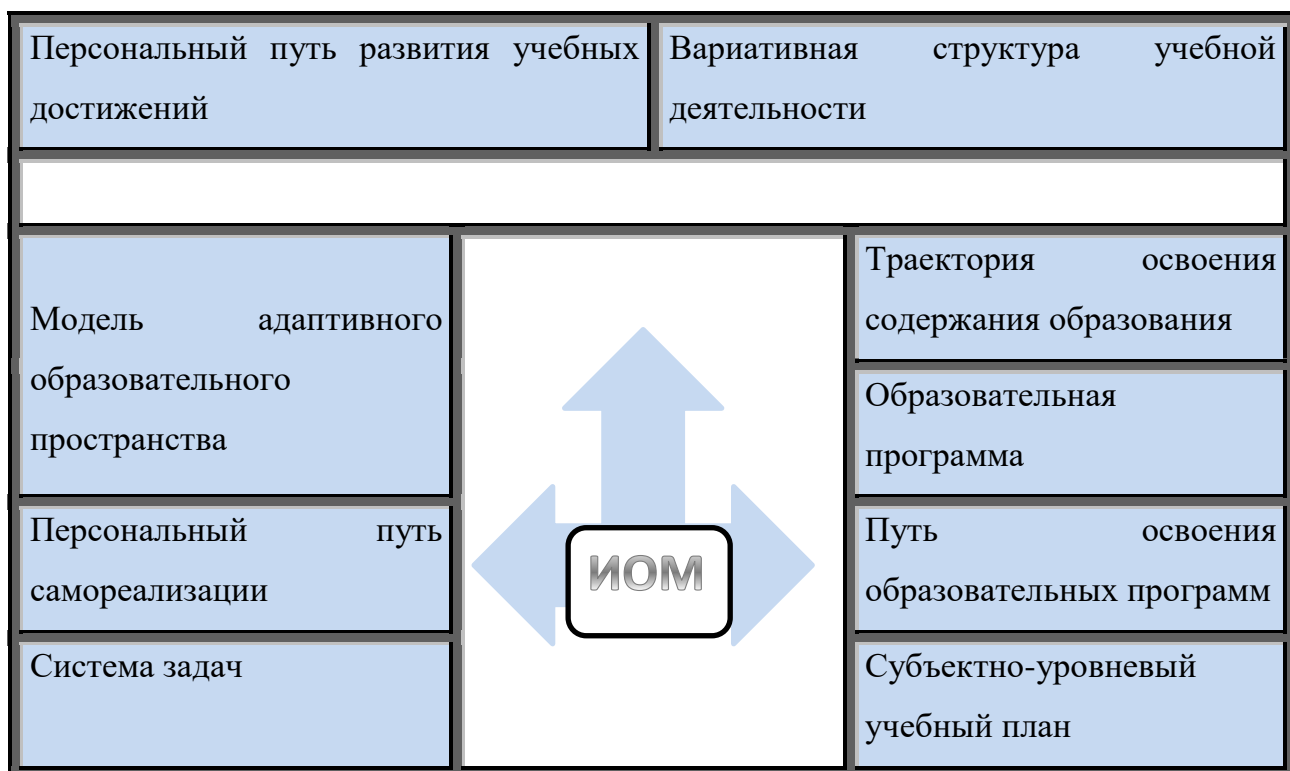 Персональный путь развития учебных
достижений
Вариативная структура учебной
деятельности
Модель адаптивного
образовательного
пространства
Персональный путь
самореализации
Система задач
ИОМ
Траектория освоения
содержания образования
Образовательная
программа
Путь освоения
образовательных программ
Субъектно-уровневый
учебный план